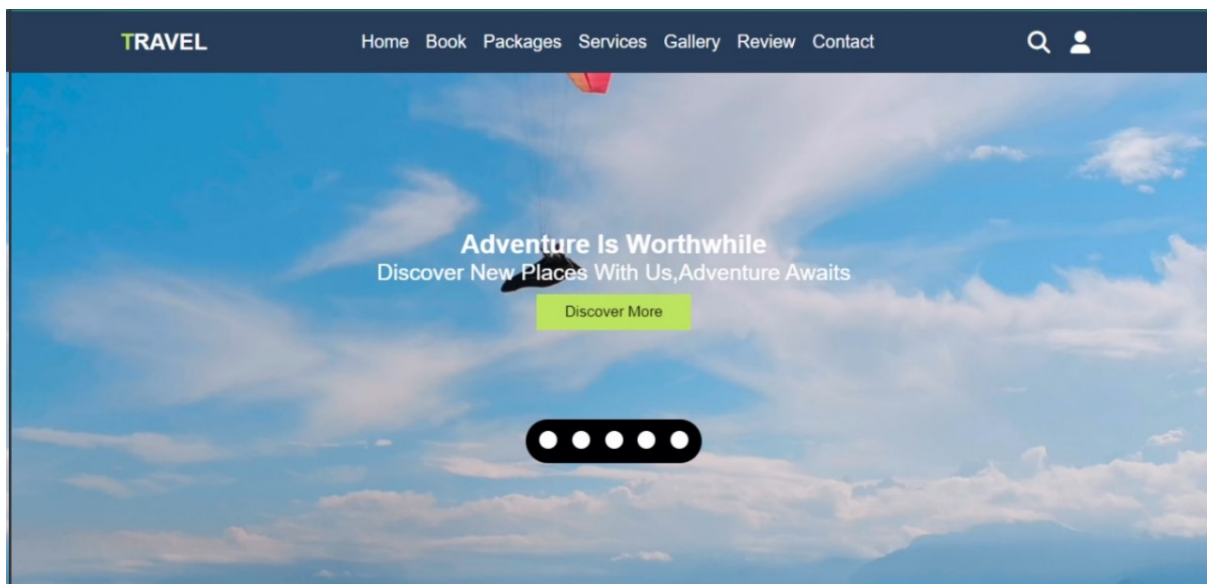 TRAVEL Home Book Packages Services Gallery Review Contact
Adventure Is Worthwhile
Discover New Places With Us,Adventure Awaits
Discover More